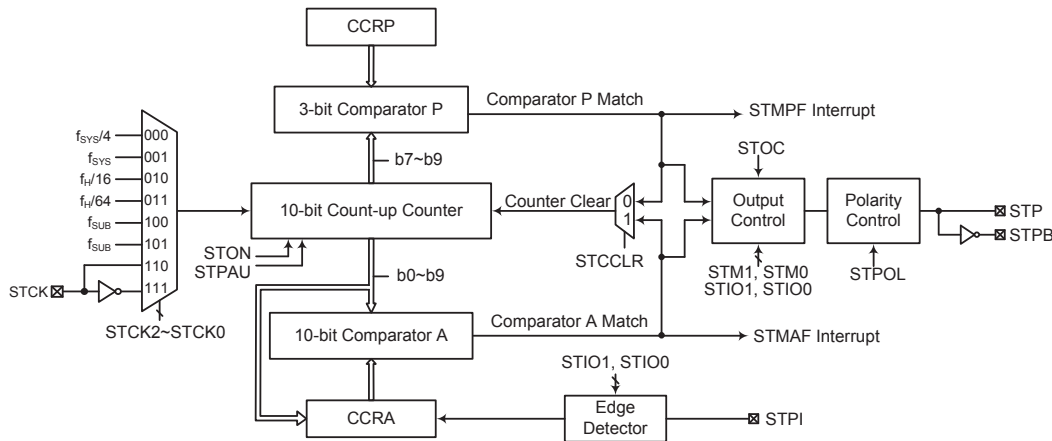 CCRP
3-bit Comparator P
Comparator P Match
STMPF Interrupt
b7~b9
fSYS/4
000
fSYS
001
fH/16
010
fH/64
011
fSUB
100
fSUB
101
110
111
STCK
STCK2~STCK0
10-bit Count-up Counter
STON
STPAU
Counter Clear
0
1
STCCLR
STOC
Output
Control
STM1, STM0
STIO1, STIO0
Polarity
Control
STPOL
STP
STPB
b0~b9
10-bit Comparator A
Comparator A Match
STMAF Interrupt
CCRA
STIO1, STIO0
Edge
Detector
STPI